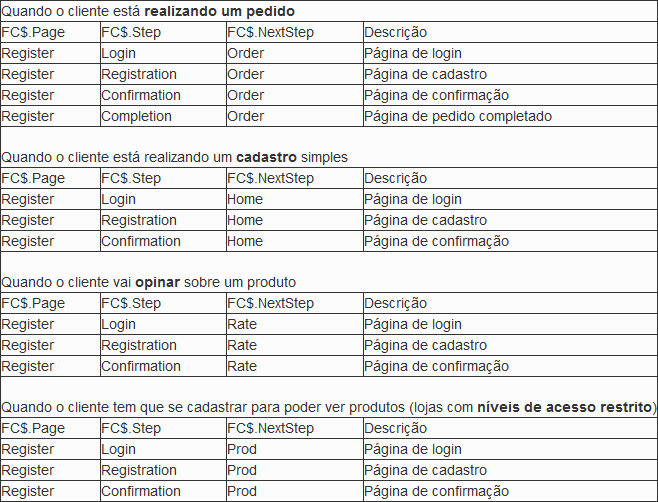 Quando o cliente está realizando um pedido
FC$.Page FC$.Step FC$.NextStep Descrição
Register Login Order Página de login
Register Registration Order Página de cadastro
Register Confirmation Order Página de confirmação
Register Completion Order Página de pedido completado
Quando o cliente está realizando um cadastro simples
FC$.Page FC$.Step FC$.NextStep Descrição
Register Login Home Página de login
Register Registration Home Página de cadastro
Register Confirmation Home Página de confirmação
Quando o cliente vai opinar sobre um produto
FC$.Page FC$.Step FC$.NextStep Descrição
Register Login Rate Página de login
Register Registration Rate Página de cadastro
Register Confirmation Rate Página de confirmação
Quando o cliente tem que se cadastrar para poder ver produtos (lojas com níveis de acesso restrito)
FC$.Page FC$.Step FC$.NextStep Descrição
Register Login Prod Página de login
Register Registration Prod Página de cadastro
Register Confirmation Prod Página de confirmação